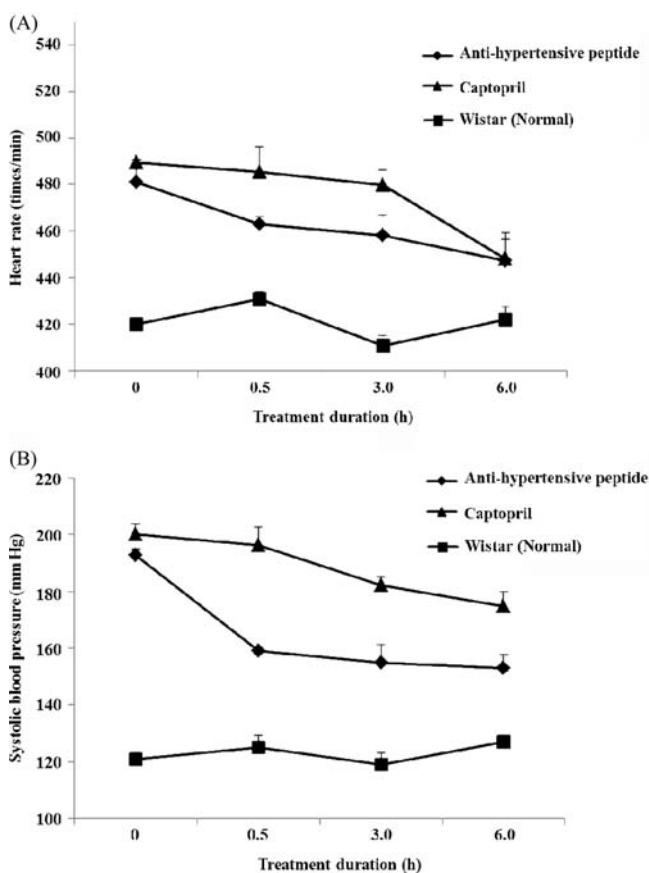 (A)
540
520
500
480
460
440
420
400
Heart rate (times/min)
Anti-hypertensive peptide
Captopril
Wistar (Normal)
0 0.5 3.0 6.0
Treatment duration (h)
(B)
220
200
180
160
140
120
100
Systolic blood pressure (mm Hg)
Anti-hypertensive peptide
Captopril
Wistar (Normal)
0 0.5 3.0 6.0
Treatment duration (h)